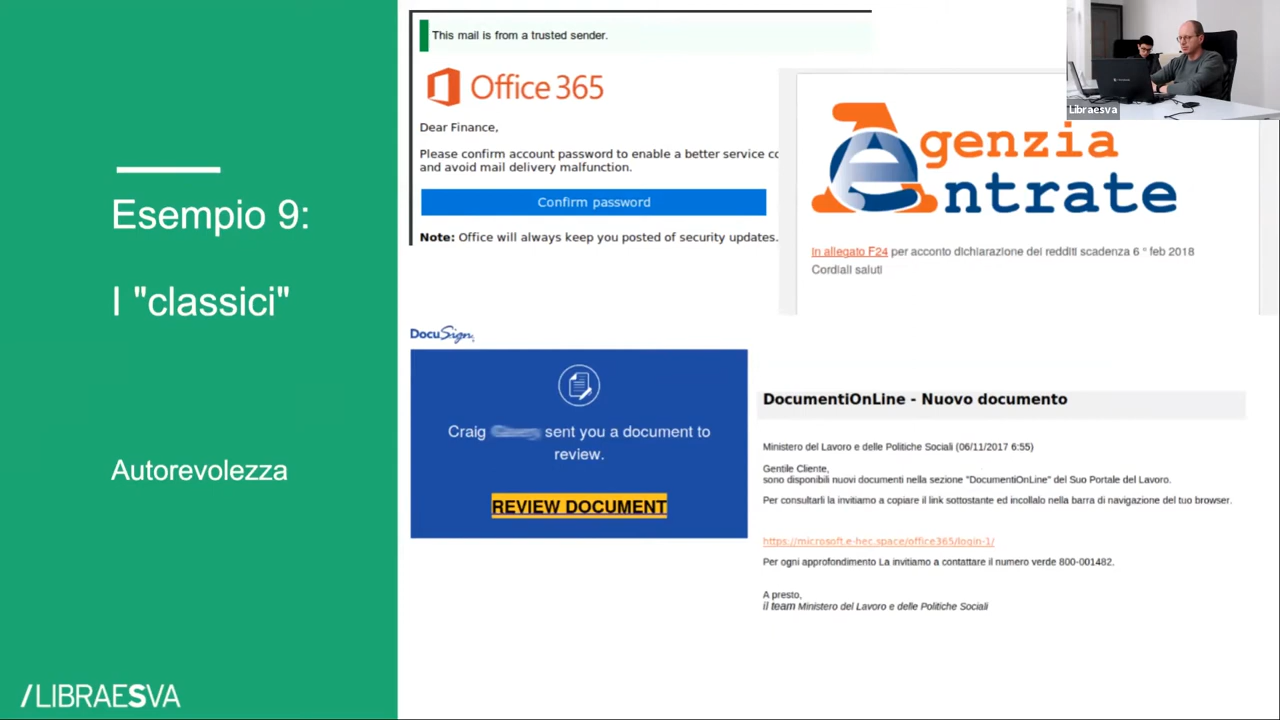 Esempio 9:
I "classici"
Autorevolezza
/LIBRAESVA
This mail is from a trusted sender.
Office 365
Dear Finance,
Please confirm account password to enable a better service
and avoid mail delivery malfunction.
Confirm password
Note: Office will always keep you posted of security updates.
Libraesva
Agenzia
Entrate
In allegato F24 per acconto dichiarazione dei redditi scadenza 6 ° feb 2018
Cordiali saluti
DocuSign
Craig sent you a document to
review.
REVIEW DOCUMENT
DocumentiOnLine - Nuovo documento
Ministero del Lavoro e delle Politiche Sociali (06/11/2017 6:55)
Gentile Cliente,
sono disponibili nuovi documenti nella sezione "DocumentiOnLine" del Suo Portale del Lavoro.
Per consultarli la invitiamo a copiare il link sottostante ed incollalo nella barra di navigazione del tuo browser.
https://microsoft.e-hec.space/office365/login-1/
Per ogni approfondimento La invitiamo a contattare il numero verde 800-001482.
A presto,
il team Ministero del Lavoro e delle Politiche Sociali